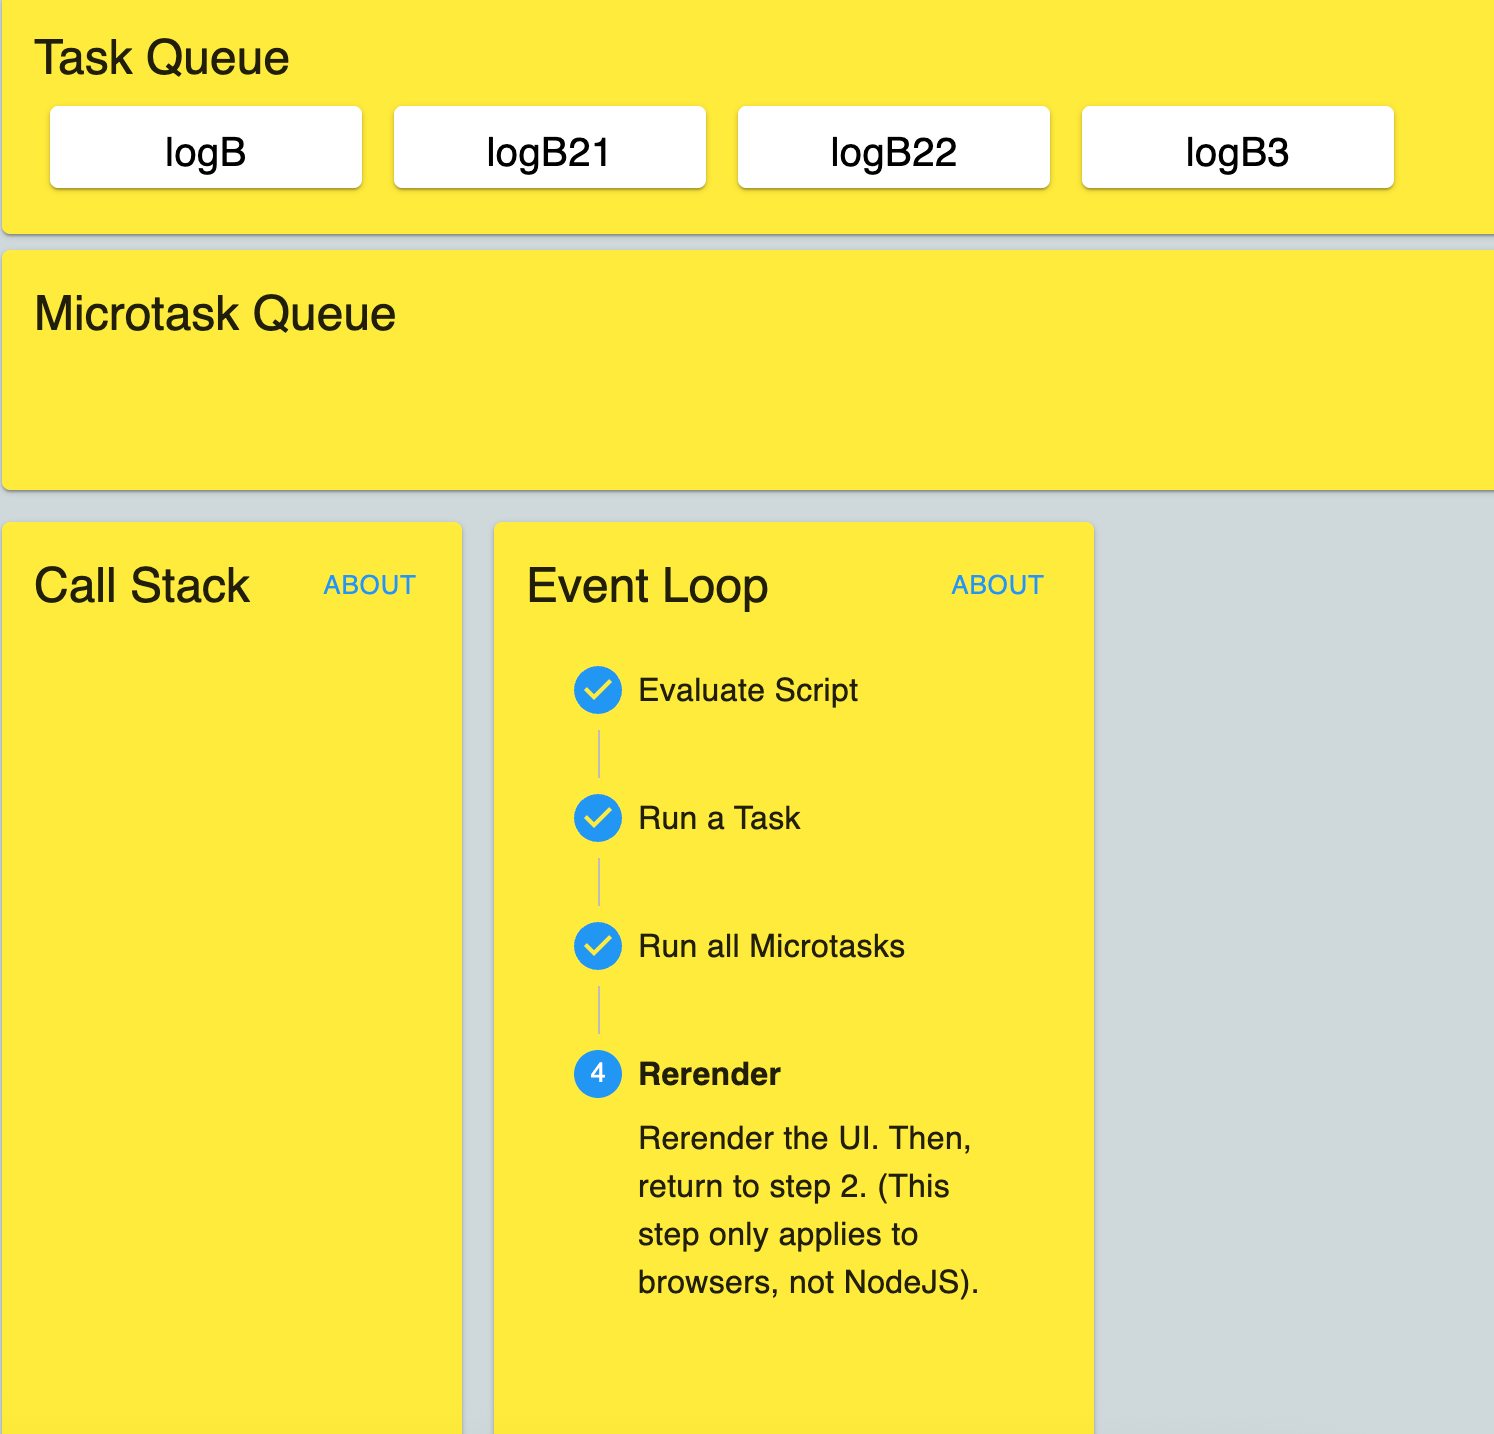 Task Queue
logB
logB21
logB22
logB3
Microtask Queue
Call Stack
ABOUT
Event Loop
ABOUT
Evaluate Script
Run a Task
Run all Microtasks
4
Rerender
Rerender the UI. Then,
return to step 2. (This
step only applies to
browsers, not NodeJS).